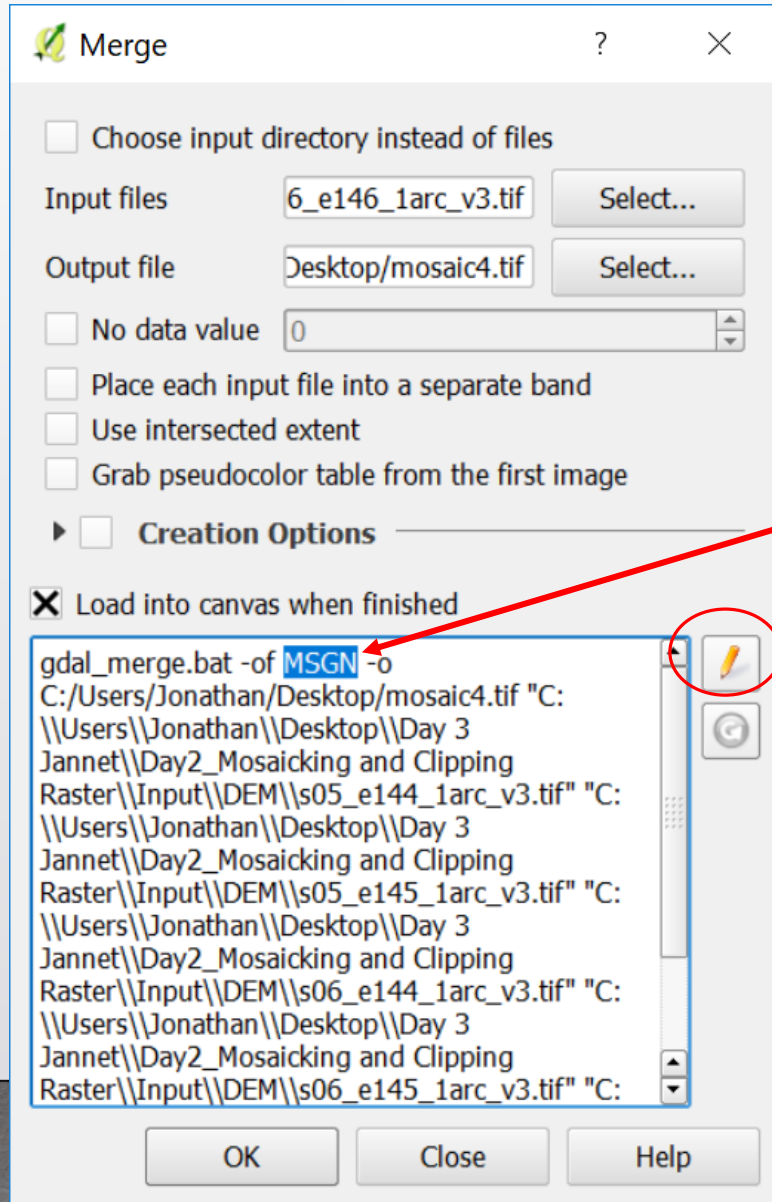 Merge ?
Choose input directory instead of files
Input files 6_e146_1arc_v3.tif Select...
Output file Desktop/mosaic4.tif Select...
No data value 0
Place each input file into a separate band
Use intersected extent
Grab pseudocolor table from the first image
Creation Options
Load into canvas when finished
gdal_merge.bat -of MSGN -o
C:/Users/Jonathan/Desktop/mosaic4.tif "C:
\\Users\\Jonathan\\Desktop\\Day 3
Jannet\\Day2_Mosaicking and Clipping
Raster\\Input\\DEM\\s05_e144_1arc_v3.tif" "C:
\\Users\\Jonathan\\Desktop\\Day 3
Jannet\\Day2_Mosaicking and Clipping
Raster\\Input\\DEM\\s05_e145_1arc_v3.tif" "C:
\\Users\\Jonathan\\Desktop\\Day 3
Jannet\\Day2_Mosaicking and Clipping
Raster\\Input\\DEM\\s06_e144_1arc_v3.tif" "C:
\\Users\\Jonathan\\Desktop\\Day 3
Jannet\\Day2_Mosaicking and Clipping
Raster\\Input\\DEM\\s06_e145_1arc_v3.tif" "C:
OK Close Help